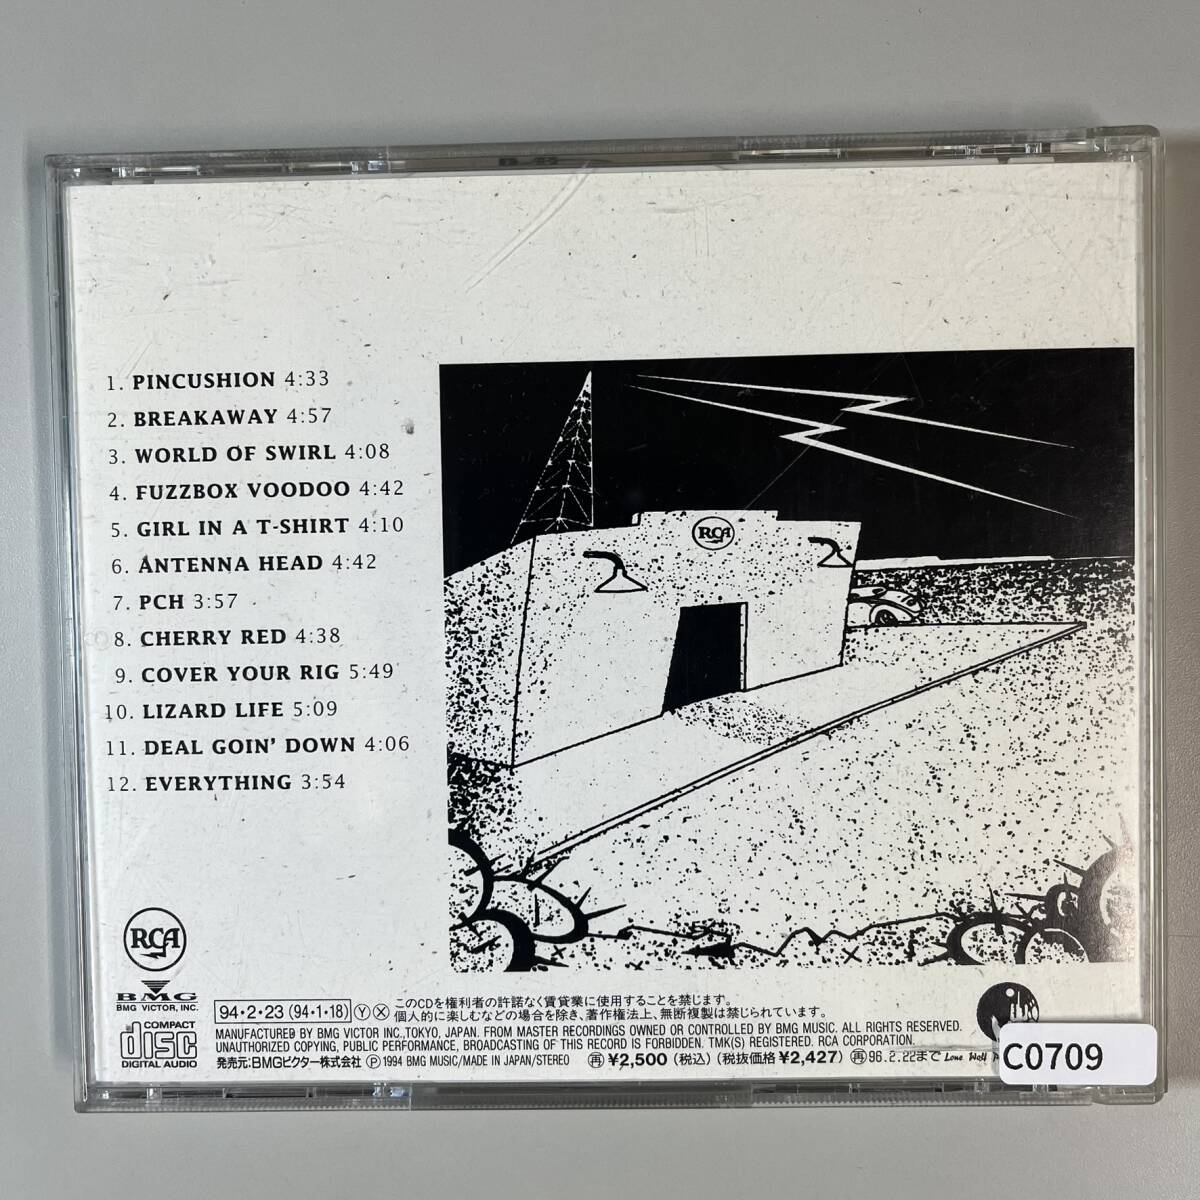 1. PINCUSHION 4:33
2. BREAKAWAY 4:57
3. WORLD OF SWIRL 4:08
4. FUZZBOX VOODOO 4:42
5. GIRL IN A T-SHIRT 4:10
6. ANTENNA HEAD 4:42
7. PCH 3:57
8. CHERRY RED 4:38
9. COVER YOUR RIG 5:49
10. LIZARD LIFE 5:09
11. DEAL GOIN' DOWN 4:06
12. EVERYTHING 3:54
RCA
RCA
BMG
BMG VICTOR, INC.
COMPACT
disc
DIGITAL AUDIO
94・2・23 (94・1・18) Ⓨ Ⓧ
このCDを権利者の許諾なく賃貸業に使用することを禁じます。
個人的に楽しむなどの場合を除き、著作権法上、無断複製は禁じられています。
MANUFACTURED BY BMG VICTOR INC.,TOKYO, JAPAN. FROM MASTER RECORDINGS OWNED OR CONTROLLED BY BMG MUSIC. ALL RIGHTS RESERVED.
UNAUTHORIZED COPYING, PUBLIC PERFORMANCE, BROADCASTING OF THIS RECORD IS FORBIDDEN. TMK(S) REGISTERED. RCA CORPORATION.
発売元:BMGビクター株式会社 Ⓟ 1994 BMG MUSIC/MADE IN JAPAN/STEREO ㊢ ¥2,500 (税込) (税抜価格¥2,427) ㊢ 96.2.22まで Lone Wolf
C0709